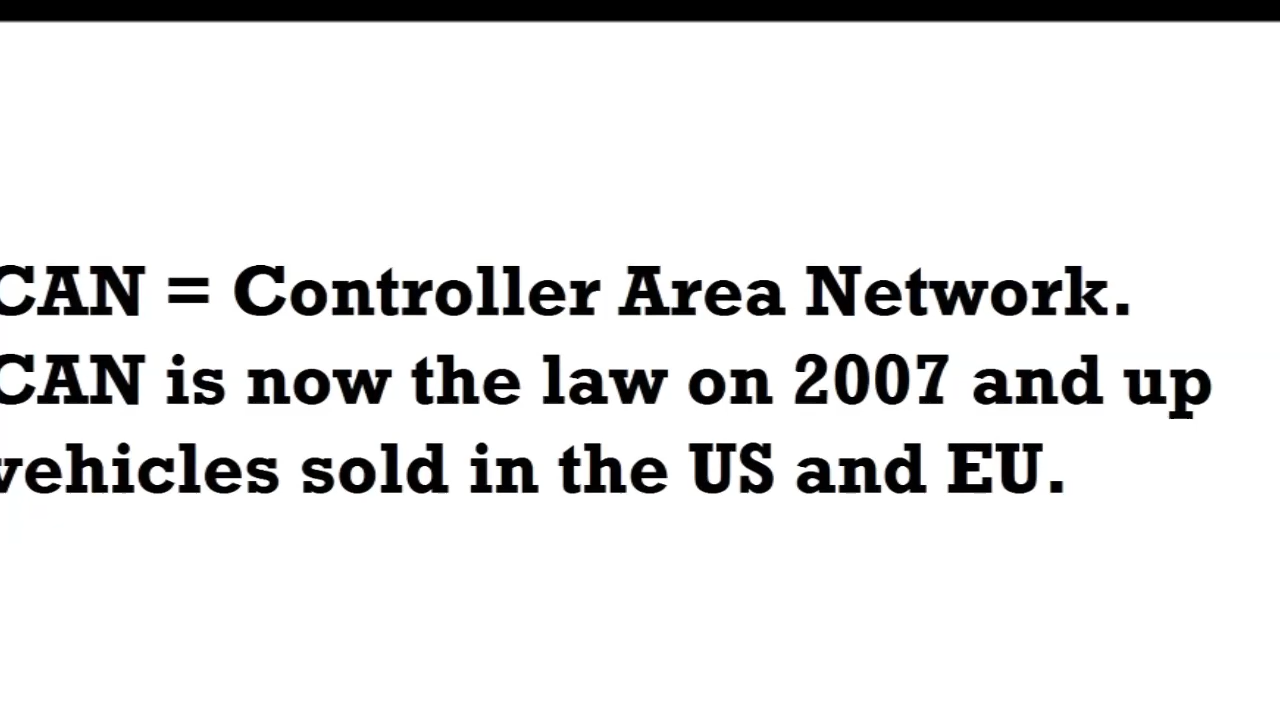 CAN = Controller Area Network.
CAN is now the law on 2007 and up
vehicles sold in the US and EU.